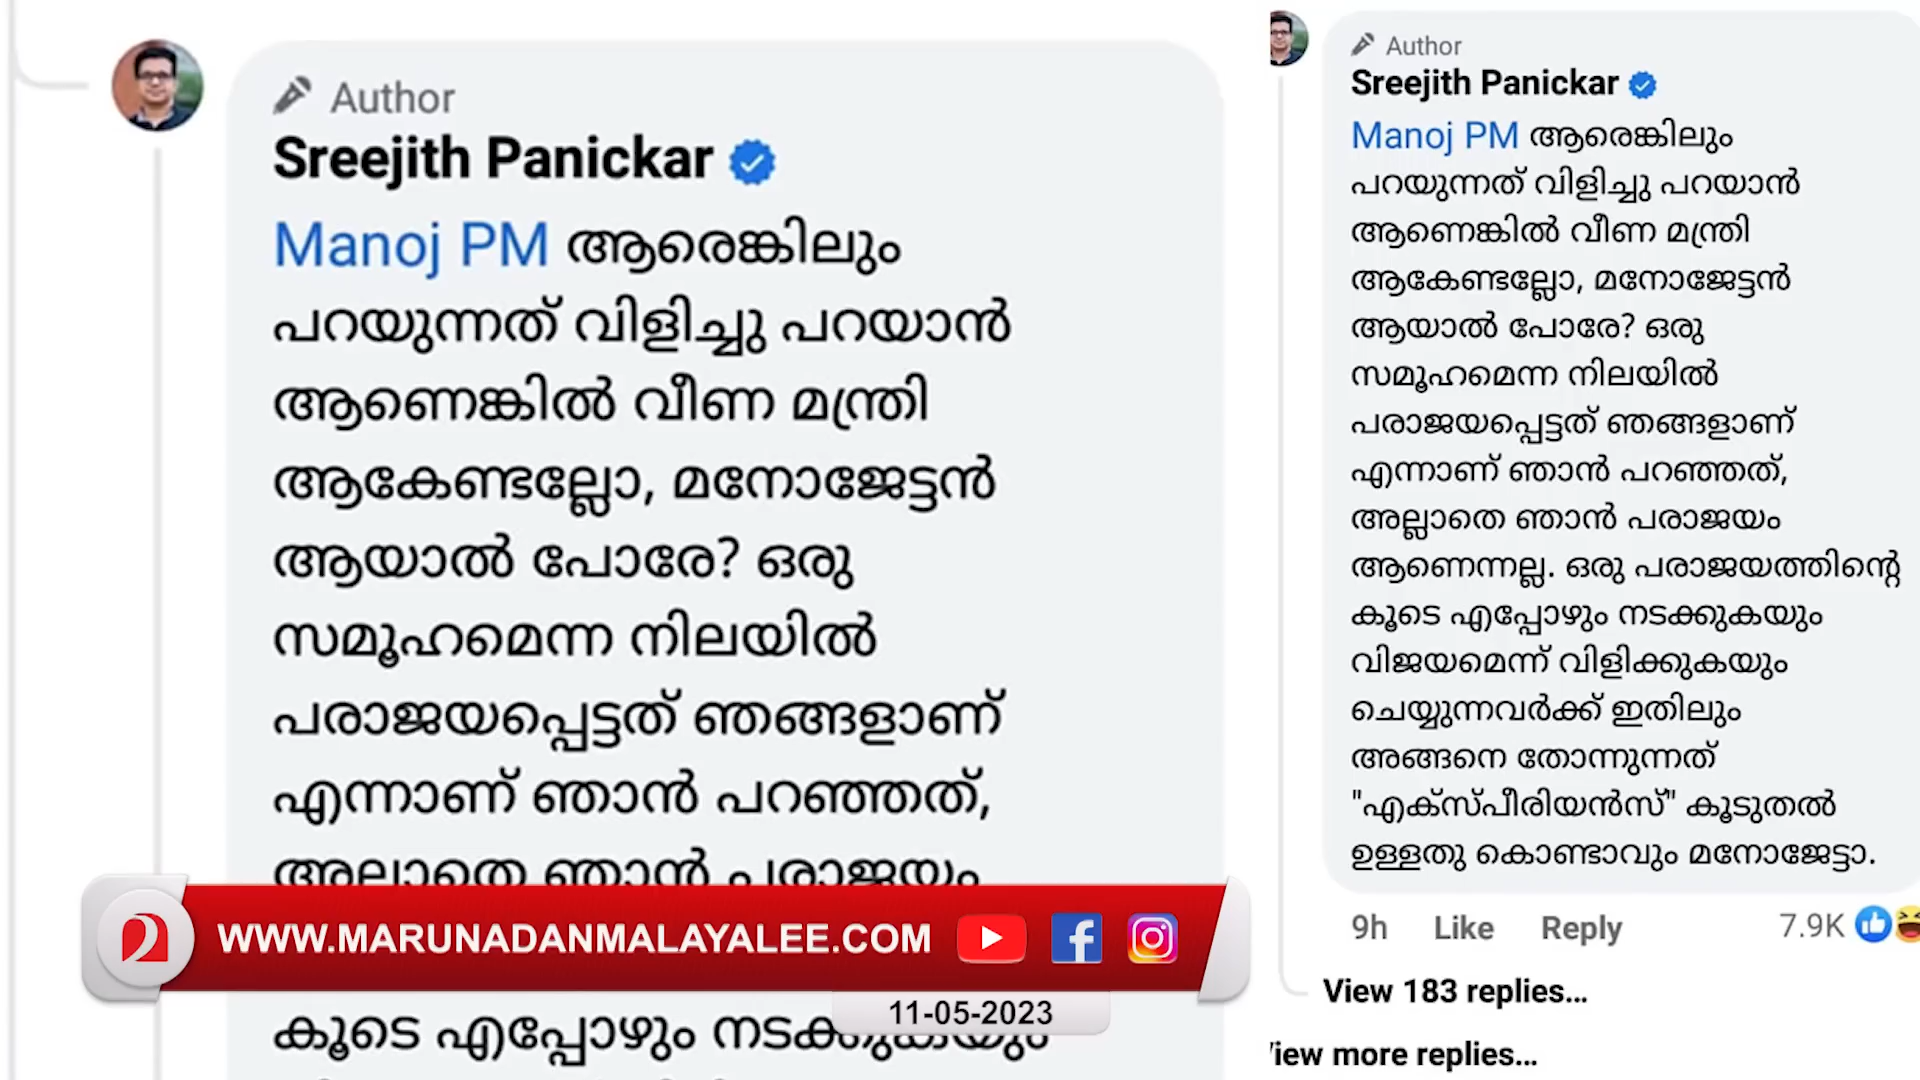 Author
Sreejith Panickar
Manoj PM ആരെങ്കിലും
പറയുന്നത് വിളിച്ചു പറയാൻ
ആണെങ്കിൽ വീണ മന്ത്രി
ആകേണ്ടല്ലോ, മനോജേട്ടൻ
ആയാൽ പോരേ? ഒരു
സമൂഹമെന്ന നിലയിൽ
പരാജയപ്പെട്ടത് ഞങ്ങളാണ്
എന്നാണ് ഞാൻ പറഞ്ഞത്,
അല്ലാതെ ഞാൻ പരാജയം
WWW.MARUNADANMALAYALEE.COM
11-05-2023
കൂടെ എപ്പോഴും നടക്കുകയും
Author
Sreejith Panickar
Manoj PM ആരെങ്കിലും
പറയുന്നത് വിളിച്ചു പറയാൻ
ആണെങ്കിൽ വീണ മന്ത്രി
ആകേണ്ടല്ലോ, മനോജേട്ടൻ
ആയാൽ പോരേ? ഒരു
സമൂഹമെന്ന നിലയിൽ
പരാജയപ്പെട്ടത് ഞങ്ങളാണ്
എന്നാണ് ഞാൻ പറഞ്ഞത്,
അല്ലാതെ ഞാൻ പരാജയം
ആണെന്നല്ല. ഒരു പരാജയത്തിന്റെ
കൂടെ എപ്പോഴും നടക്കുകയും
വിജയമെന്ന് വിളിക്കുകയും
ചെയ്യുന്നവർക്ക് ഇതിലും
അങ്ങനെ തോന്നുന്നത്
"എക്സ്പീരിയൻസ്" കൂടുതൽ
ഉള്ളതു കൊണ്ടാവും മനോജേട്ടാ.
9h Like Reply 7.9K
View 183 replies...
iew more replies...